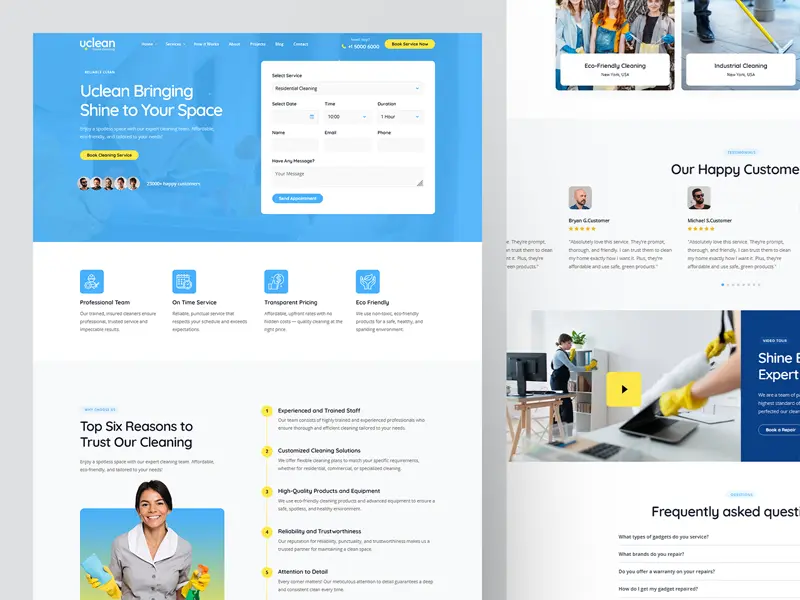 uclean
Home
Services
How it Works
About
Projects
Blog
Contact
+1 5000 6000
Book Service Now
RELIABLE CLEAN
Uclean Bringing
Shine to Your Space
Enjoy a spotless space with our expert cleaning team. Affordable,
eco-friendly, and tailored to your needs!
Book Cleaning Service
23000+ happy customers
Select Service
Residential Cleaning
Select Date
Time
Duration
10:00
1 Hour
Name
Email
Phone
Have Any Message?
Your Message
Send Appointment
Professional Team
Our trained, insured cleaners ensure
professional, trusted service and
impeccable results.
On Time Service
Reliable, punctual service that
respects your schedule and exceeds
expectations.
Transparent Pricing
Affordable, upfront rates with no
hidden costs — quality cleaning at the
right price.
Eco Friendly
We use non-toxic, eco-friendly
products for a safe, healthy, and
sparkling environment.
WHY CHOOSE US
Top Six Reasons to
Trust Our Cleaning
Enjoy a spotless space with our expert cleaning team. Affordable,
eco-friendly, and tailored to your needs!
1
Experienced and Trained Staff
Our team consists of highly trained and experienced professionals who
ensure thorough and efficient cleaning tailored to your needs.
2
Customized Cleaning Solutions
We offer flexible cleaning plans to match your specific requirements,
whether for residential, commercial, or specialized cleaning.
3
High-Quality Products and Equipment
We use eco-friendly cleaning products and advanced equipment to ensure a
safe, spotless, and healthy environment.
4
Reliability and Trustworthiness
Our reputation for reliability, punctuality, and trustworthiness makes us a
trusted partner for maintaining a clean space.
5
Attention to Detail
Every corner matters! Our meticulous attention to detail guarantees a deep
and consistent clean every time.
Eco-Friendly Cleaning
New York, USA
Industrial Cleaning
New York, USA
TESTIMONIALS
Our Happy Custome
Bryan G.Customer
Michael S.Customer
ce. They're prompt,
trust them to clean
t it. Plus, they're
reen products."
"Absolutely love this service. They're prompt,
thorough, and friendly. I can trust them to clean
my home exactly how I want it. Plus, they're
affordable and use safe, green products."
"Absolutely love this service. They're prompt,
thorough, and friendly. I can trust them to clean
my home exactly how I want it. Plus, they're
affordable and use safe, green products."
VIDEO TOUR
Shine B
Expert
We are a team of p
highest standard o
perfected our clean
Book a Repair
QUESTIONS
Frequently asked questi
What types of gadgets do you service?
What brands do you repair?
Do you offer a warranty on your repairs?
How do I get my gadget repaired?